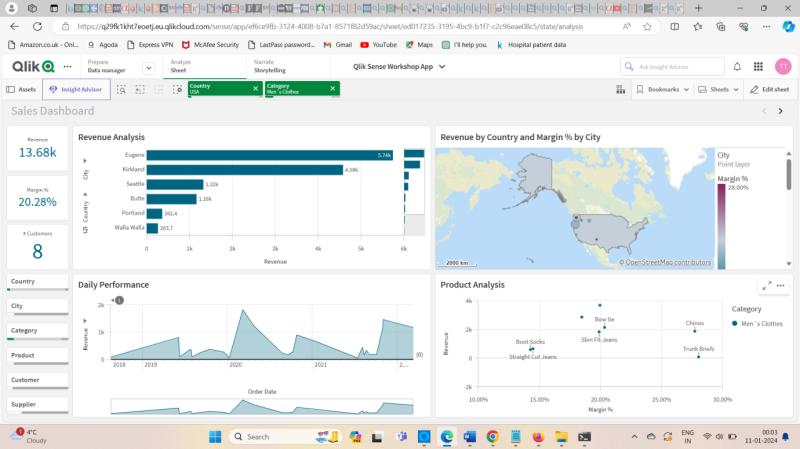 https://q29fk1kht7eoetj.eu.qlikcloud.com/sense/app/ef6ce9fb-3124-4008-b7a1-8571f82d59ac/sheet/ed017235-3195-4bc9-b1f7-c2c96eae08c5/state/analysis
Amazon.co.uk - Onl...
Agoda
Express VPN
McAfee Security
LastPass password...
Gmail
YouTube
Maps
I'll help you.
Hospital patient data
Qlik
Prepare
Data manager
Analyze
Sheet
Narrate
Storytelling
Qlik Sense Workshop App
Ask Insight Advisor
TT
Assets
Insight Advisor
Country
USA
Category
Men´s Clothes
Bookmarks
Sheets
Edit sheet
Sales Dashboard
Revenue
13.68k
Margin %
20.28%
# Customers
8
Country
City
Category
Product
Customer
Supplier
Revenue Analysis
City
Country
Eugene
5.74k
Kirkland
4.58k
Seattle
1.32k
Butte
1.16k
Portland
362.4
Walla Walla
263.7
0 1k 2k 3k 4k 5k 6k
Revenue
Revenue by Country and Margin % by City
2000 km
© OpenStreetMap contributors
City
Point layer
Margin %
28.00%
Daily Performance
1
Revenue
2k
1k
0
(0)
2018 2019 2020 2021 2...
Order Date
Product Analysis
Revenue
4k
2k
0
-2k
Bow tie
Slim Fit Jeans
Boot Socks
Straight Cut Jeans
Chinos
Trunk Briefs
10,00% 15.00% 20.00% 25.00% 30.00%
Margin %
Category
Men´s Clothes
1
4°C
Cloudy
Search
ENG
IN
00:03
11-01-2024